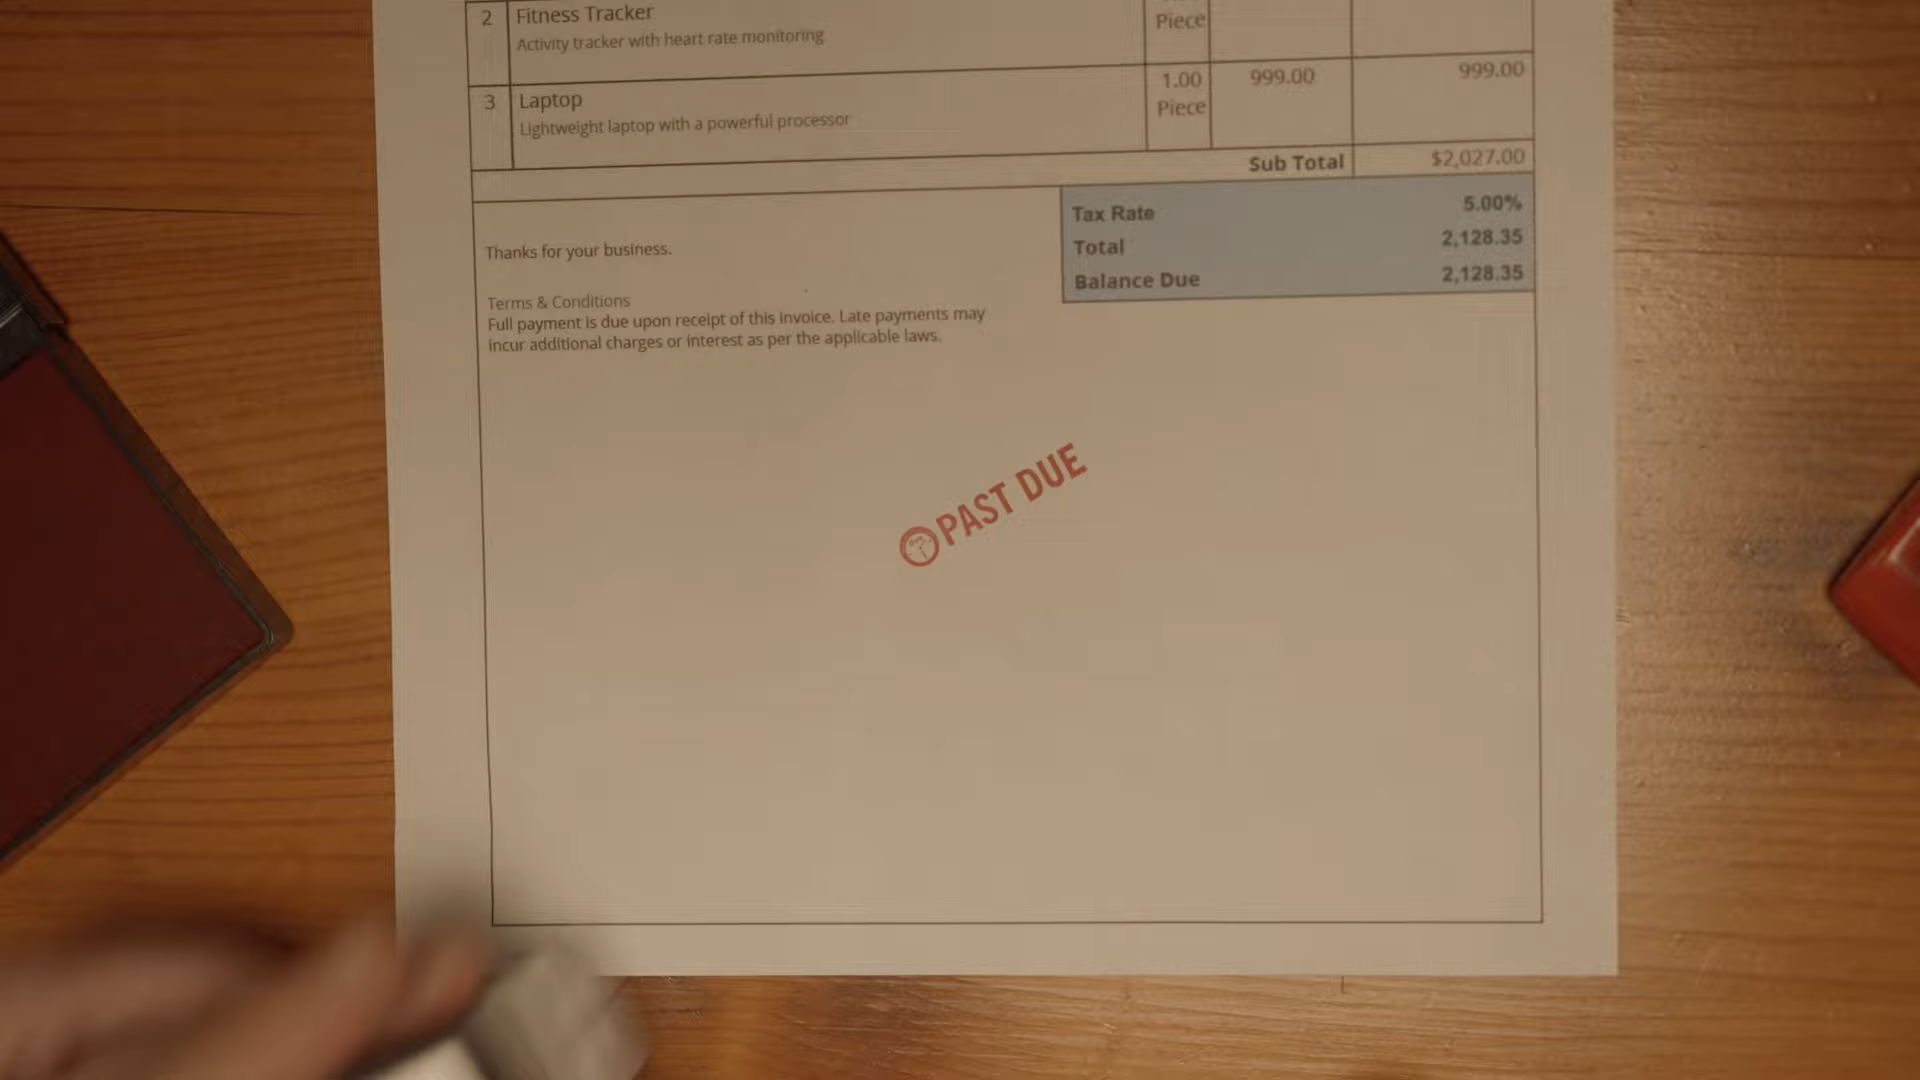 2 Fitness Tracker
Piece
Activity tracker with heart rate monitoring
3 Laptop 1.00 999.00 999.00
Piece
Lightweight laptop with a powerful processor
Sub Total $2,027.00
Tax Rate 5.00%
Total 2,128.35
Balance Due 2,128.35
Thanks for your business.
Terms & Conditions
Full payment is due upon receipt of this invoice. Late payments may
incur additional charges or interest as per the applicable laws.
PAST DUE